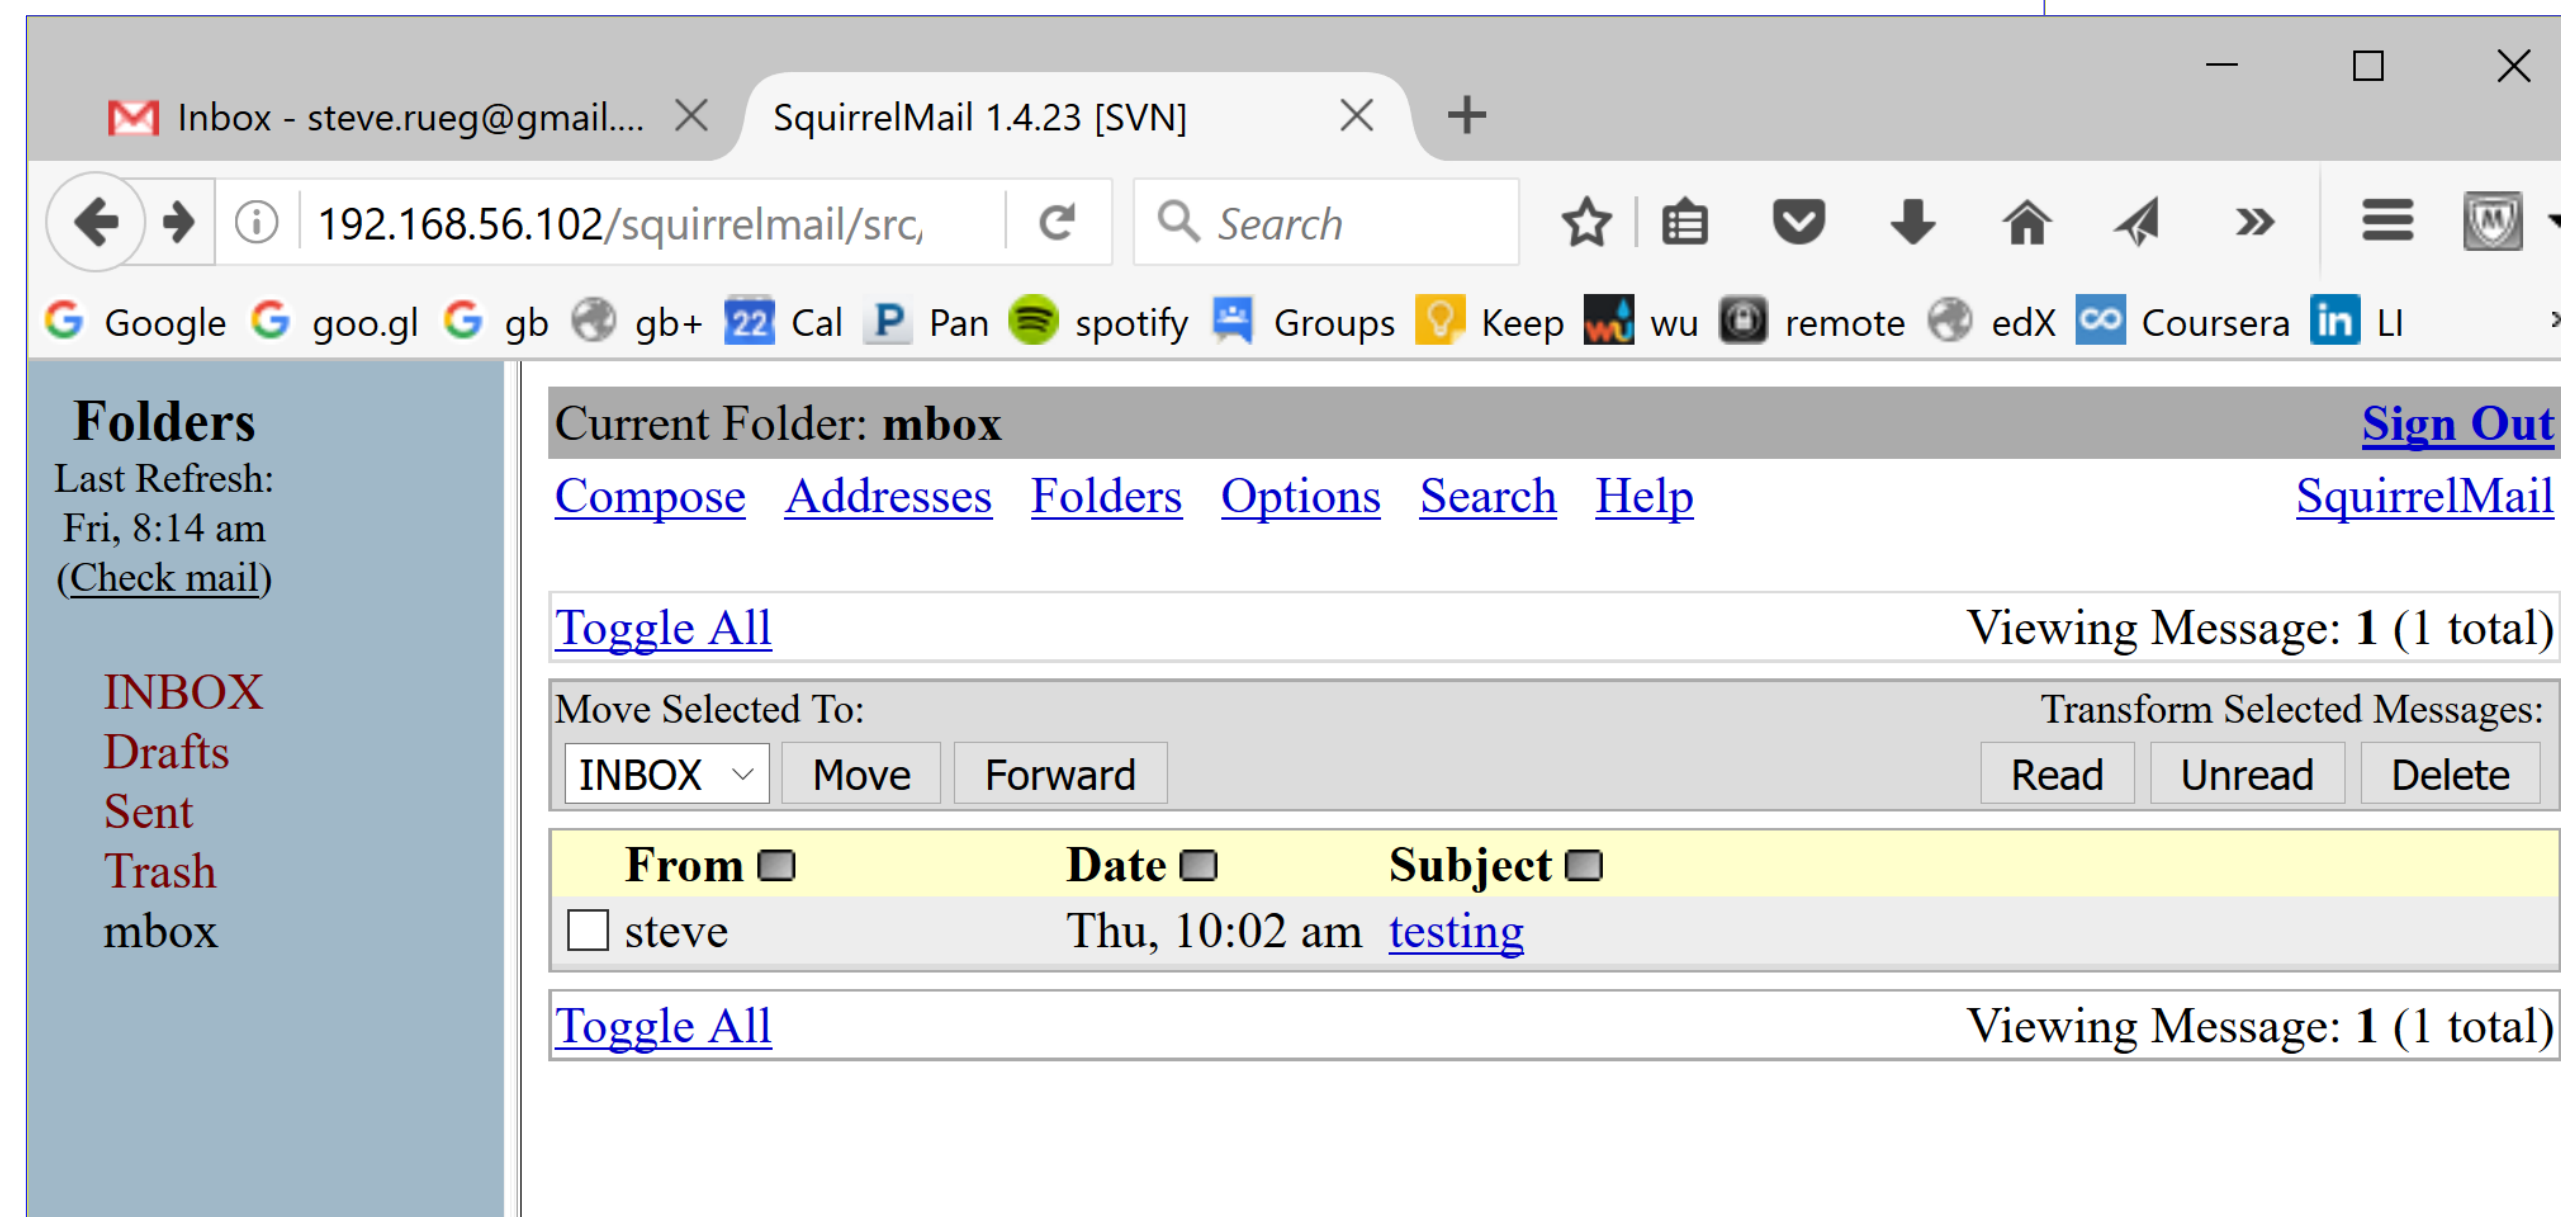 Inbox - steve.rueg@gmail.... SquirrelMail 1.4.23 [SVN]
192.168.56.102/squirrelmail/src/ Search
Google goo.gl gb gb+ 22 Cal P Pan spotify Groups Keep wu wu remote edX Coursera in LI
Folders
Last Refresh:
Fri, 8:14 am
(Check mail)
INBOX
Drafts
Sent
Trash
mbox
Current Folder: mbox Sign Out
Compose Addresses Folders Options Search Help SquirrelMail
Toggle All Viewing Message: 1 (1 total)
Move Selected To: Transform Selected Messages:
INBOX Move Forward Read Unread Delete
From Date Subject
steve Thu, 10:02 am testing
Toggle All Viewing Message: 1 (1 total)